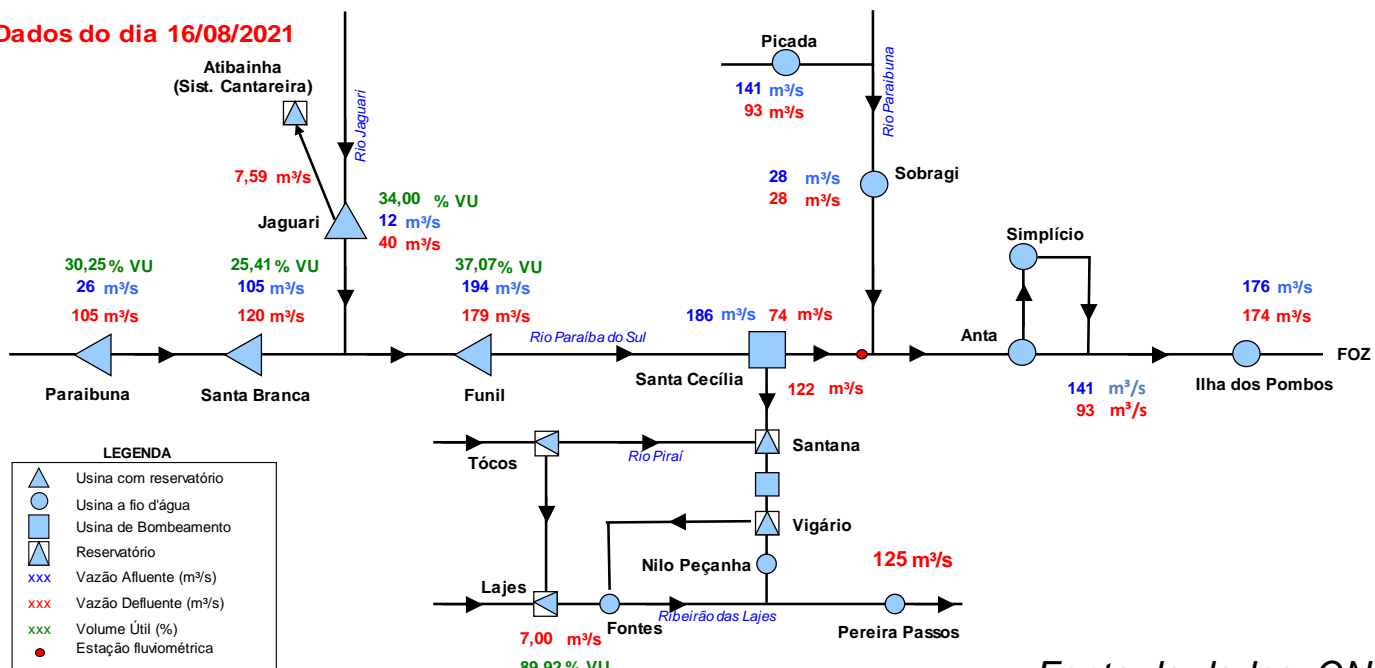 Dados do dia 16/08/2021
Atibainha
(Sist. Cantareira)
Rio Jaguari
7,59 m³/s
Jaguari
34,00 % VU
12 m³/s
40 m³/s
Picada
141 m³/s
93 m³/s
Rio Paraibuna
28 m³/s
28 m³/s
Sobragi
30,25 % VU
26 m³/s
105 m³/s
Paraibuna
25,41 % VU
105 m³/s
120 m³/s
Santa Branca
37,07 % VU
194 m³/s
179 m³/s
Funil
Rio Paraíba do Sul
186 m³/s 74 m³/s
Santa Cecília
122 m³/s
Simplício
Anta
141 m³/s
93 m³/s
176 m³/s
174 m³/s
Ilha dos Pombos
FOZ
Tócos
Rio Piraí
Santana
Vigário
Nilo Peçanha
125 m³/s
Lajes
Fontes
Ribeirão das Lajes
Pereira Passos
7,00 m³/s
89,92 % VU
LEGENDA
Usina com reservatório
Usina a fio d'água
Usina de Bombeamento
Reservatório
xxx Vazão Afluente (m³/s)
xxx Vazão Defluente (m³/s)
xxx Volume Útil (%)
Estação fluviométrica